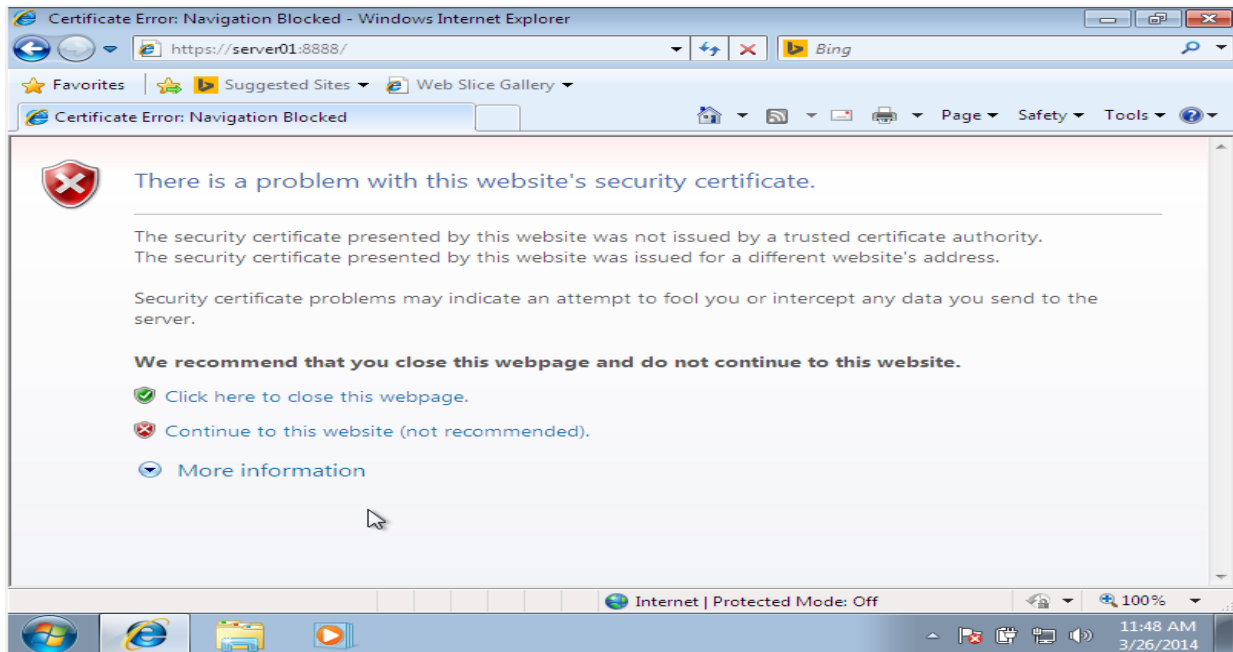 Certificate Error: Navigation Blocked - Windows Internet Explorer
https://server01:8888/
Bing
Favorites
Suggested Sites
Web Slice Gallery
Certificate Error: Navigation Blocked
Page
Safety
Tools
There is a problem with this website's security certificate.
The security certificate presented by this website was not issued by a trusted certificate authority.
The security certificate presented by this website was issued for a different website's address.
Security certificate problems may indicate an attempt to fool you or intercept any data you send to the
server.
We recommend that you close this webpage and do not continue to this website.
Click here to close this webpage.
Continue to this website (not recommended).
More information
Internet | Protected Mode: Off
100%
11:48 AM
3/26/2014